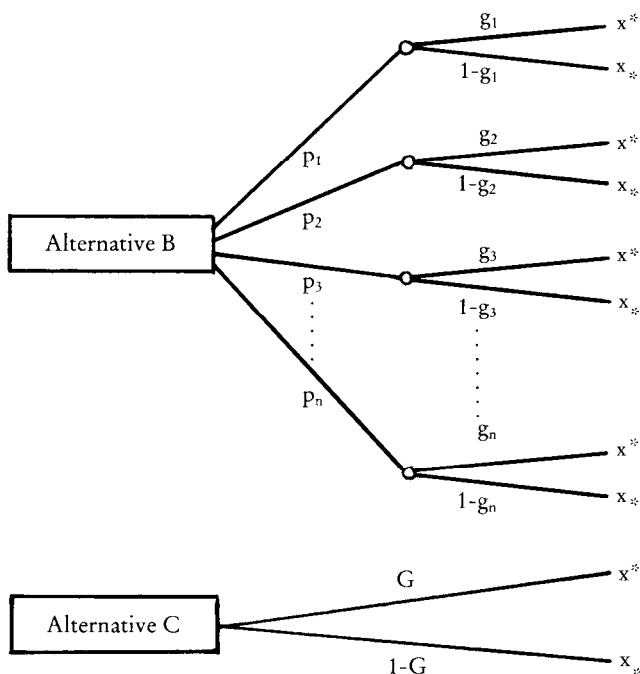 g₁ x*
1-g₁ x*
p₁
g₂ x*
1-g₂ x*
p₂
Alternative B
g₃ x*
p₃
1-g₃ x*
pₙ
gₙ x*
1-gₙ x*
G x*
Alternative C
1-G x*